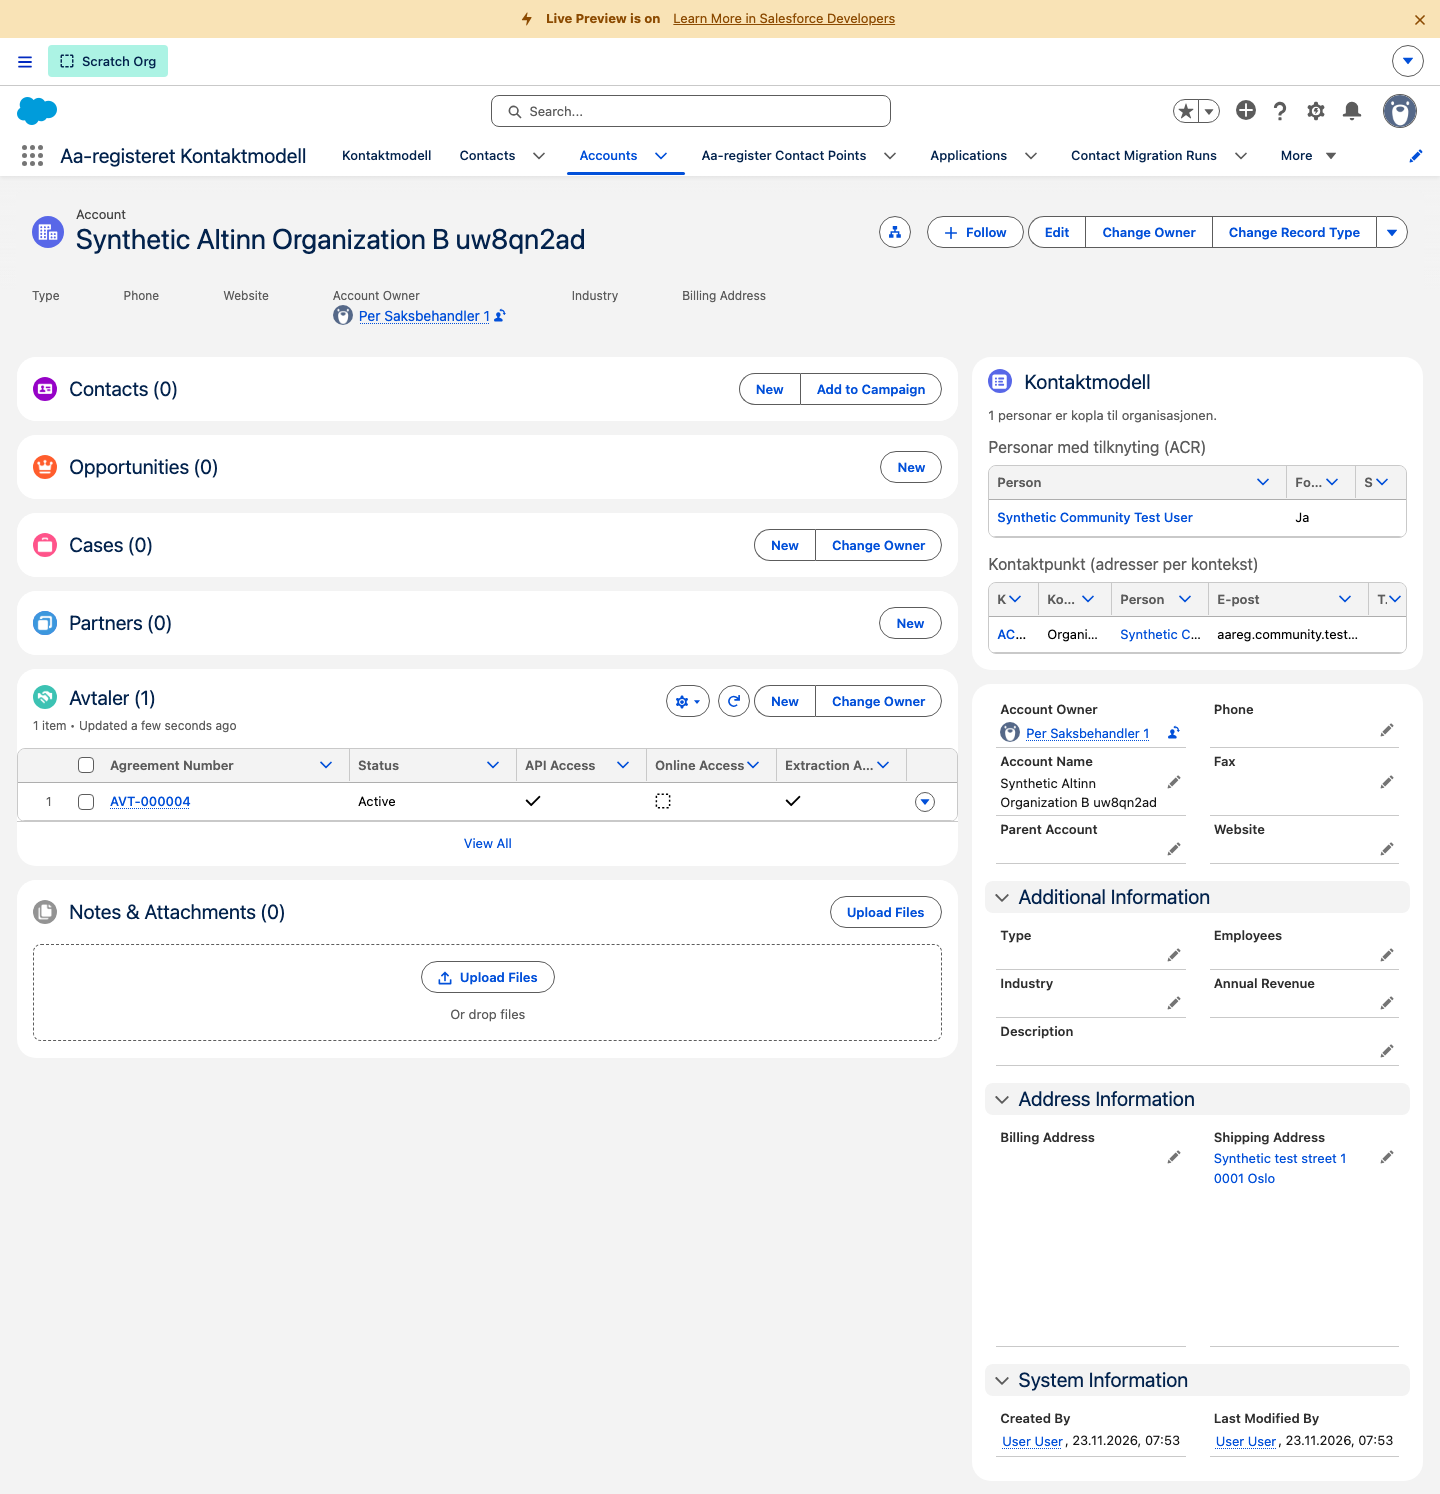 Live Preview is on Learn More in Salesforce Developers
Scratch Org
Search...
Aa-registeret Kontaktmodell Kontaktmodell Contacts Accounts Aa-register Contact Points Applications Contact Migration Runs More
Account
Synthetic Altinn Organization B uw8qn2ad
Follow Edit Change Owner Change Record Type
Type Phone Website Account Owner Industry Billing Address
Per Saksbehandler 1
Contacts (0)
New Add to Campaign
Opportunities (0)
New
Cases (0)
New Change Owner
Partners (0)
New
Avtaler (1)
New Change Owner
1 item • Updated a few seconds ago
Agreement Number Status API Access Online Access Extraction A...
1 AVT-000004 Active
View All
Notes & Attachments (0)
Upload Files
Upload Files
Or drop files
Kontaktmodell
1 personar er kopla til organisasjonen.
Personar med tilknyting (ACR)
Person Fo... S
Synthetic Community Test User Ja
Kontaktpunkt (adresser per kontekst)
K Ko... Person E-post T.
AC... Organi... Synthetic C... aareg.community.test...
Account Owner Phone
Per Saksbehandler 1
Account Name Fax
Synthetic Altinn
Organization B uw8qn2ad
Parent Account Website
Additional Information
Type Employees
Industry Annual Revenue
Description
Address Information
Billing Address Shipping Address
Synthetic test street 1
0001 Oslo
System Information
Created By Last Modified By
User User, 23.11.2026, 07:53 User User, 23.11.2026, 07:53